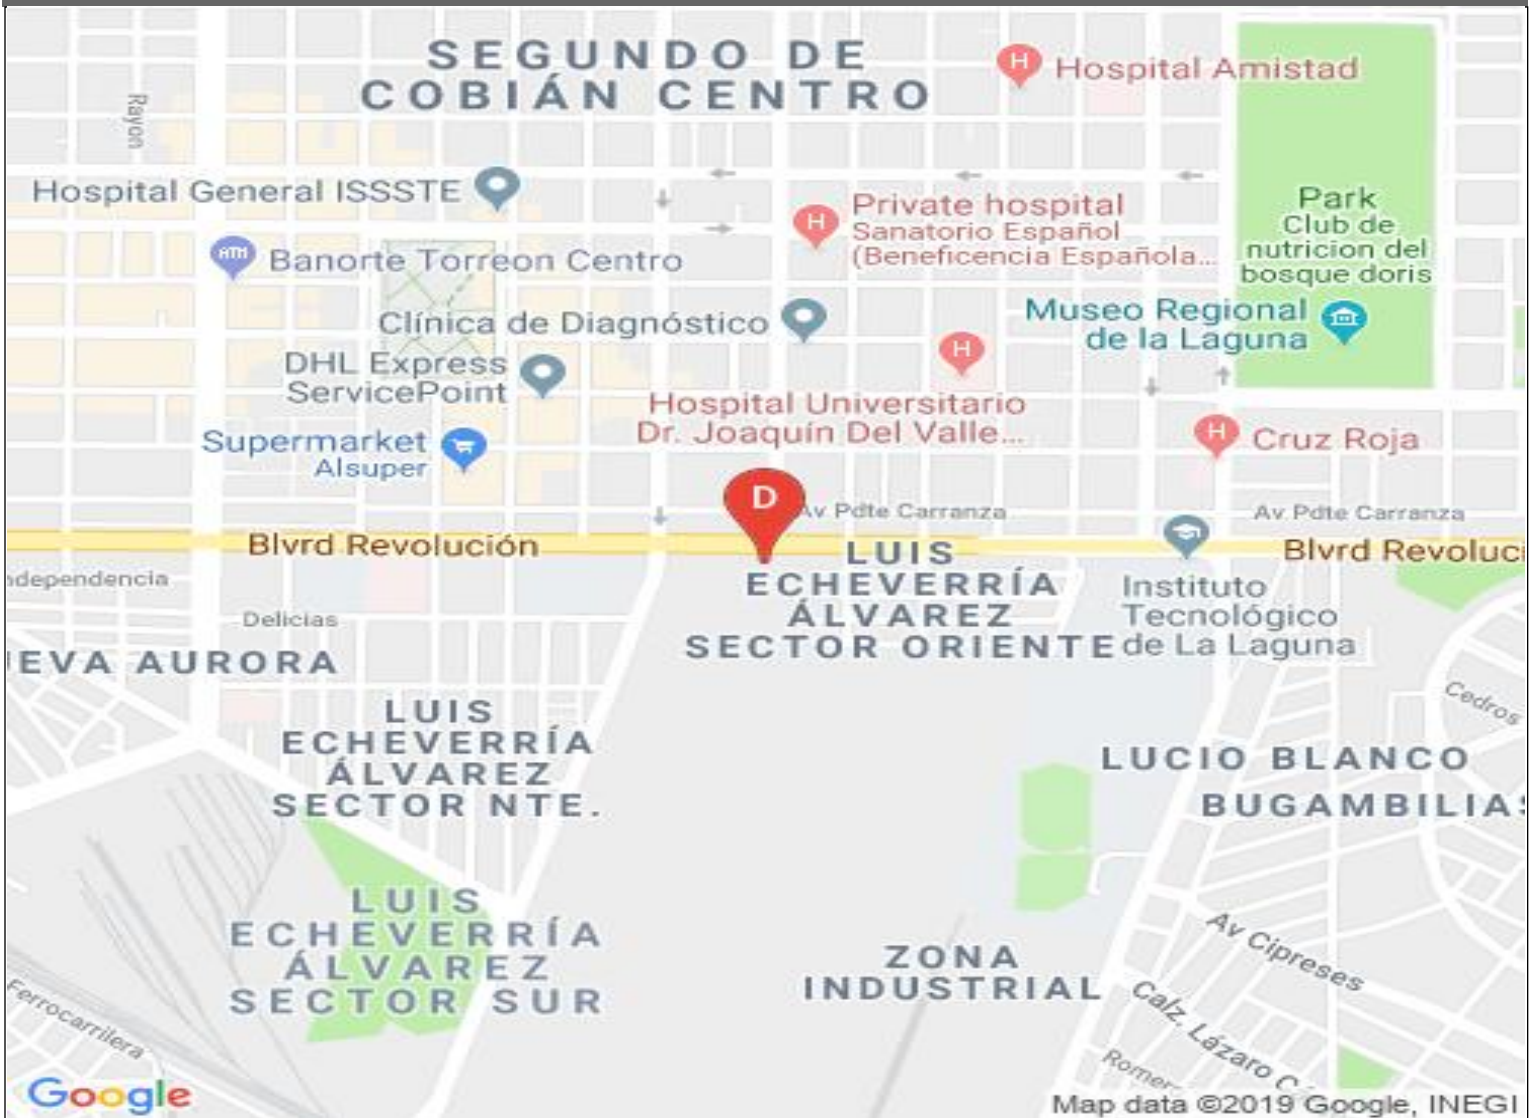 SEGUNDO DE
COBIÁN CENTRO
H
Hospital Amistad
Rayon
Hospital General ISSSTE
H
Private hospital
Sanatorio Español
(Beneficencia Española...
Park
Club de
nutricion del
bosque doris
ATM
Banorte Torreon Centro
Clínica de Diagnóstico
Museo Regional
de la Laguna
DHL Express
ServicePoint
H
Hospital Universitario
Dr. Joaquín Del Valle...
Supermarket
Alsuper
H
Cruz Roja
D
Av Pdte Carranza
Av Pdte Carranza
Blvrd Revolución
Blvrd Revoluci
ndependencia
Delicias
LUIS
ECHEVERRÍA
ÁLVAREZ
SECTOR ORIENTE
Instituto
Tecnológico
de La Laguna
EVA AURORA
Cedros
LUIS
ECHEVERRÍA
ÁLVAREZ
SECTOR NTE.
LUCIO BLANCO
BUGAMBILIAS
LUIS
ECHEVERRÍA
ÁLVAREZ
SECTOR SUR
ZONA
INDUSTRIAL
Av Cipreses
Calz. Lázaro C
Ferrocarrilera
Romer
Google
Map data ©2019 Google, INEGI